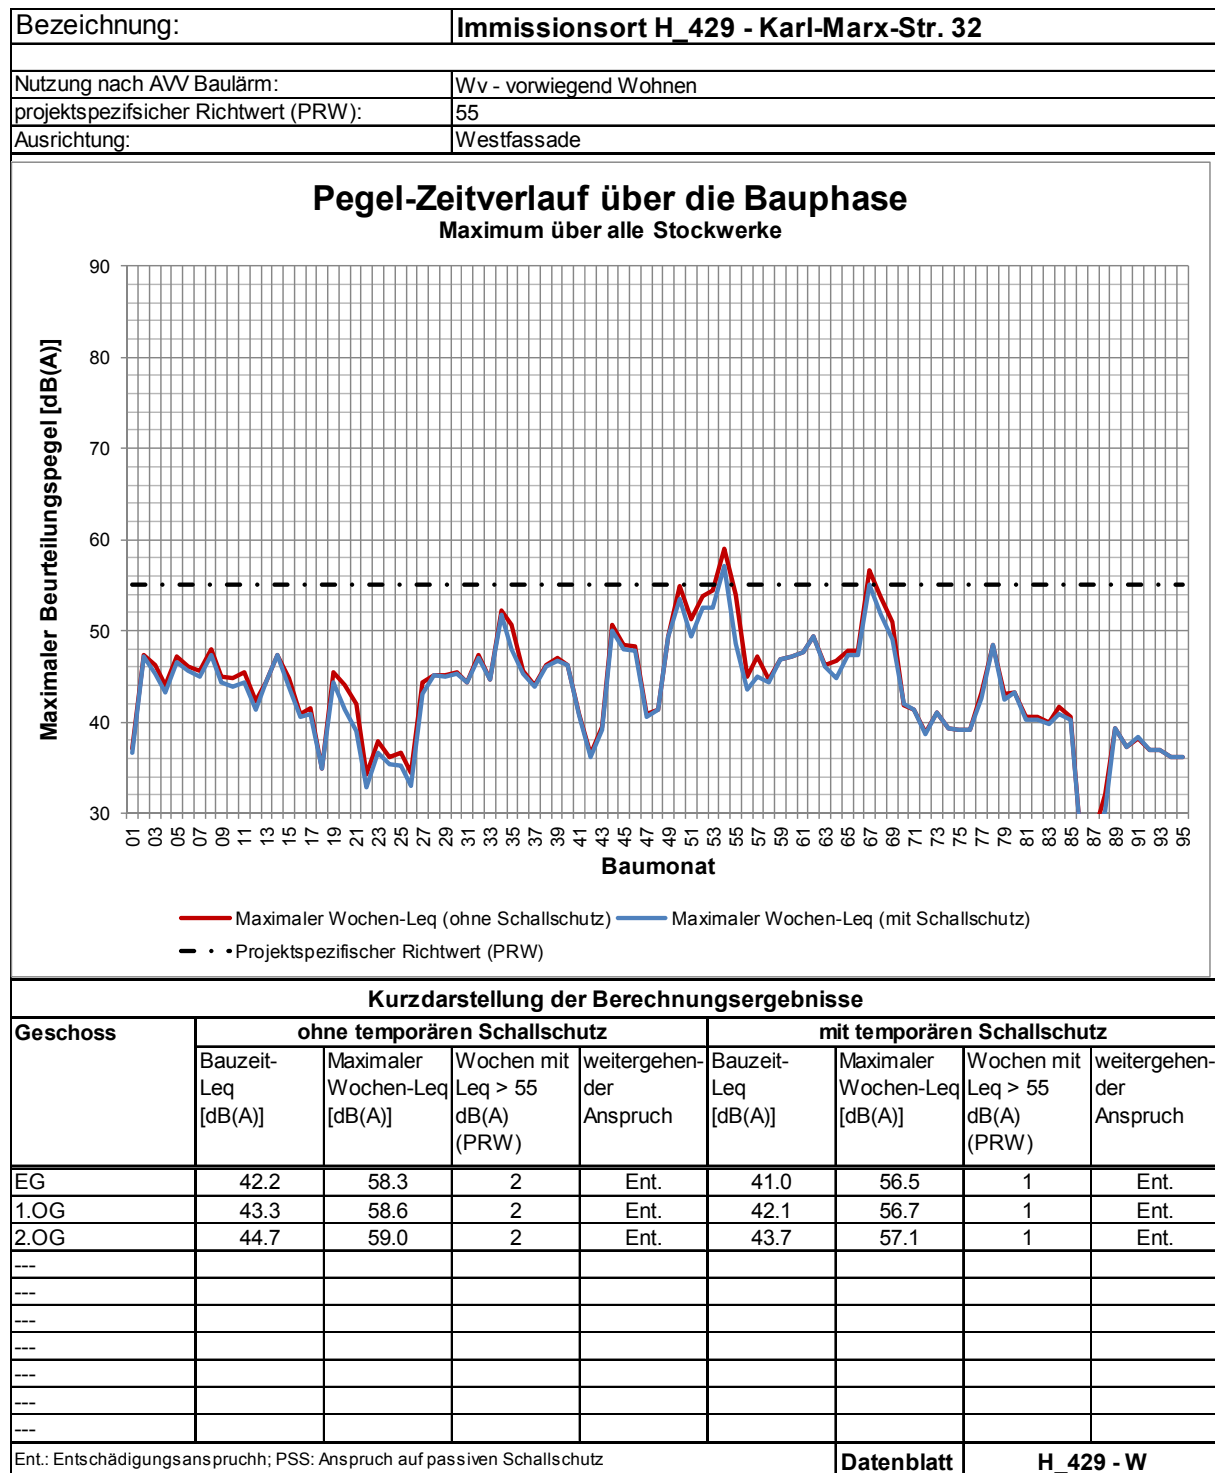 Bezeichnung: Immissionsort H_429 - Karl-Marx-Str. 32
Nutzung nach AVV Baulärm: Wv - vorwiegend Wohnen
projektspezifsicher Richtwert (PRW): 55
Ausrichtung: Westfassade
Pegel-Zeitverlauf über die Bauphase
Maximum über alle Stockwerke
Maximaler Beurteilungspegel [dB(A)]
90
80
70
60
50
40
30
01 03 05 07 09 11 13 15 17 19 21 23 25 27 29 31 33 35 37 39 41 43 45 47 49 51 53 55 57 59 61 63 65 67 69 71 73 75 77 79 81 83 85 87 89 91 93 95
Baumonat
Maximaler Wochen-Leq (ohne Schallschutz) Maximaler Wochen-Leq (mit Schallschutz)
Projektspezifischer Richtwert (PRW)
Kurzdarstellung der Berechnungsergebnisse
Geschoss ohne temporären Schallschutz mit temporären Schallschutz
Bauzeit- Maximaler Wochen mit weitergehen- Bauzeit- Maximaler Wochen mit weitergehen-
Leq Wochen-Leq Leq > 55 der Leq Wochen-Leq Leq > 55 der
[dB(A)] [dB(A)] dB(A) Anspruch [dB(A)] [dB(A)] dB(A) Anspruch
(PRW) (PRW)
EG 42.2 58.3 2 Ent. 41.0 56.5 1 Ent.
1.OG 43.3 58.6 2 Ent. 42.1 56.7 1 Ent.
2.OG 44.7 59.0 2 Ent. 43.7 57.1 1 Ent.
---
---
---
---
---
---
---
Ent.: Entschädigungsanspruchh; PSS: Anspruch auf passiven Schallschutz Datenblatt H_429 - W